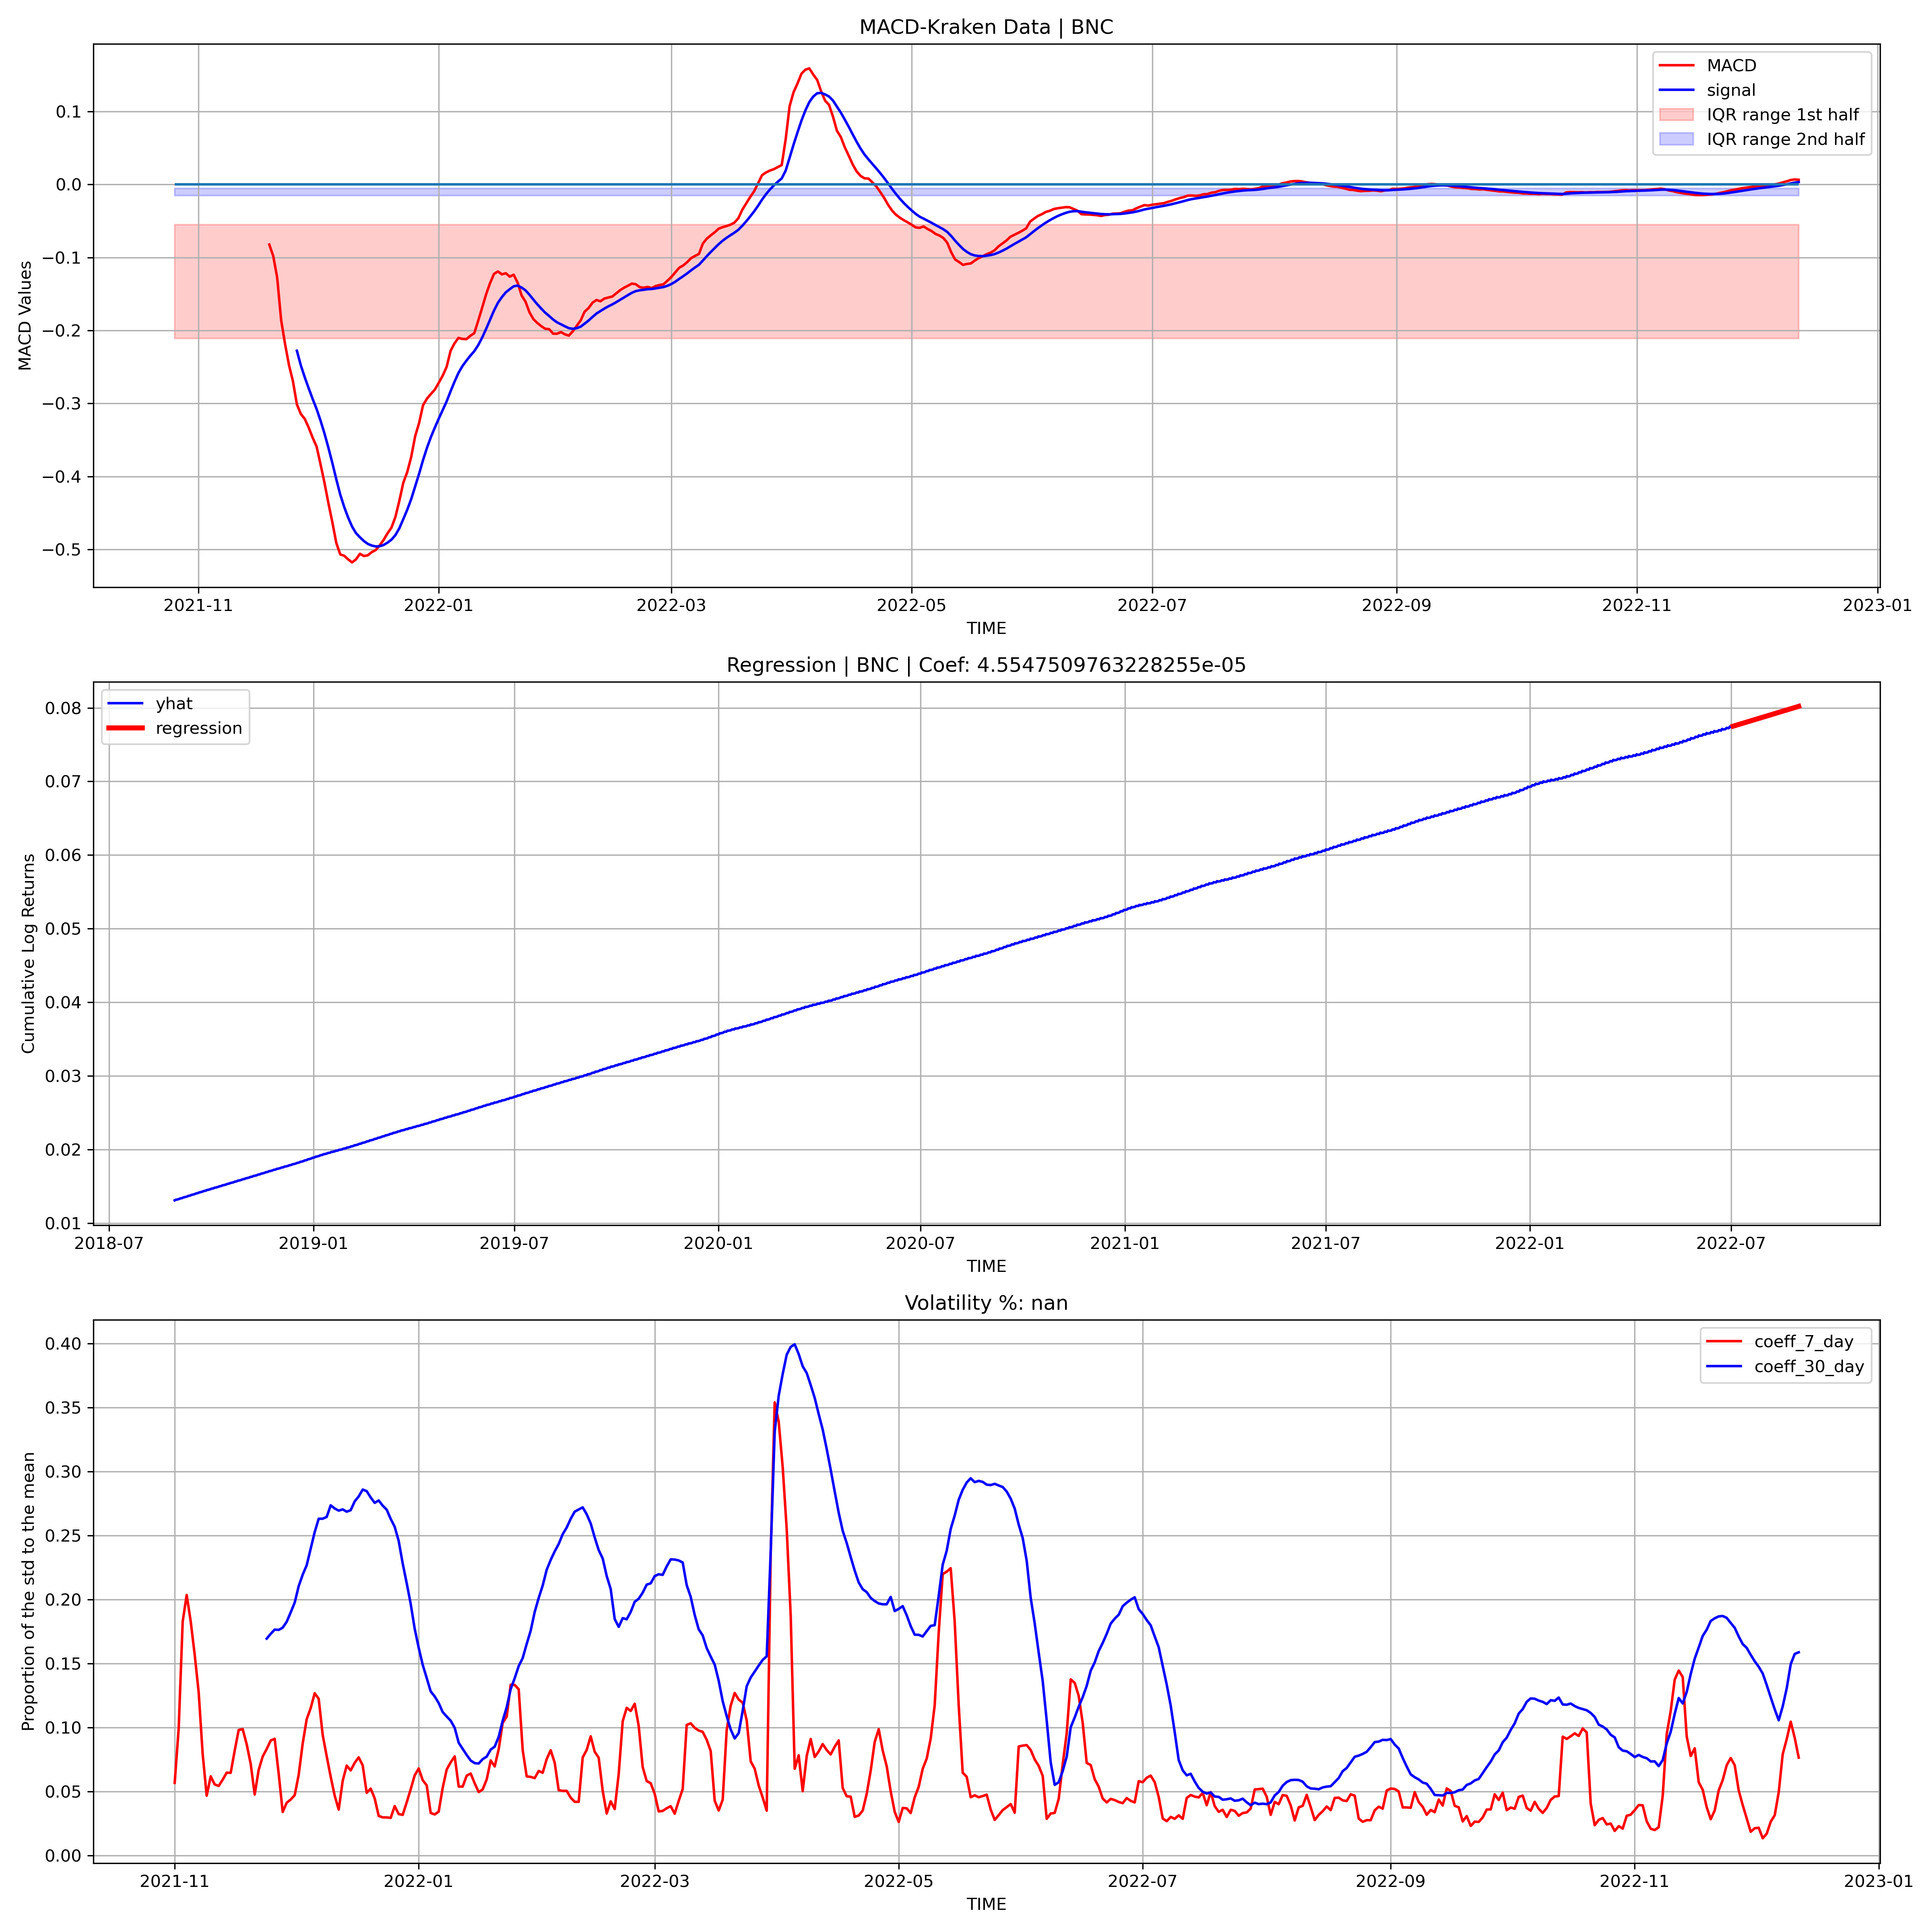 MACD-Kraken Data | BNC
MACD
signal
IQR range 1st half
IQR range 2nd half
MACD Values
0.1
0.0
−0.1
−0.2
−0.3
−0.4
−0.5
2021-11 2022-01 2022-03 2022-05 2022-07 2022-09 2022-11 2023-01
TIME
Regression | BNC | Coef: 4.5547509763228255e-05
yhat
regression
Cumulative Log Returns
0.08
0.07
0.06
0.05
0.04
0.03
0.02
0.01
2018-07 2019-01 2019-07 2020-01 2020-07 2021-01 2021-07 2022-01 2022-07
TIME
Volatility %: nan
coeff_7_day
coeff_30_day
Proportion of the std to the mean
0.40
0.35
0.30
0.25
0.20
0.15
0.10
0.05
0.00
2021-11 2022-01 2022-03 2022-05 2022-07 2022-09 2022-11 2023-01
TIME